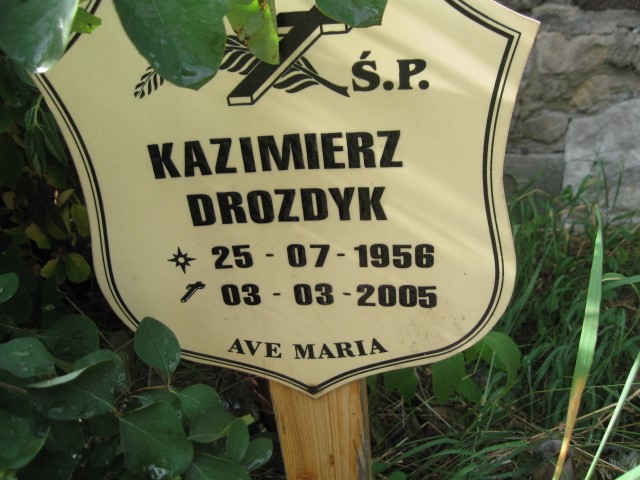 Ś.P.
KAZIMIERZ
DROZDYK
25 - 07 - 1956
03 - 03 - 2005
AVE MARIA